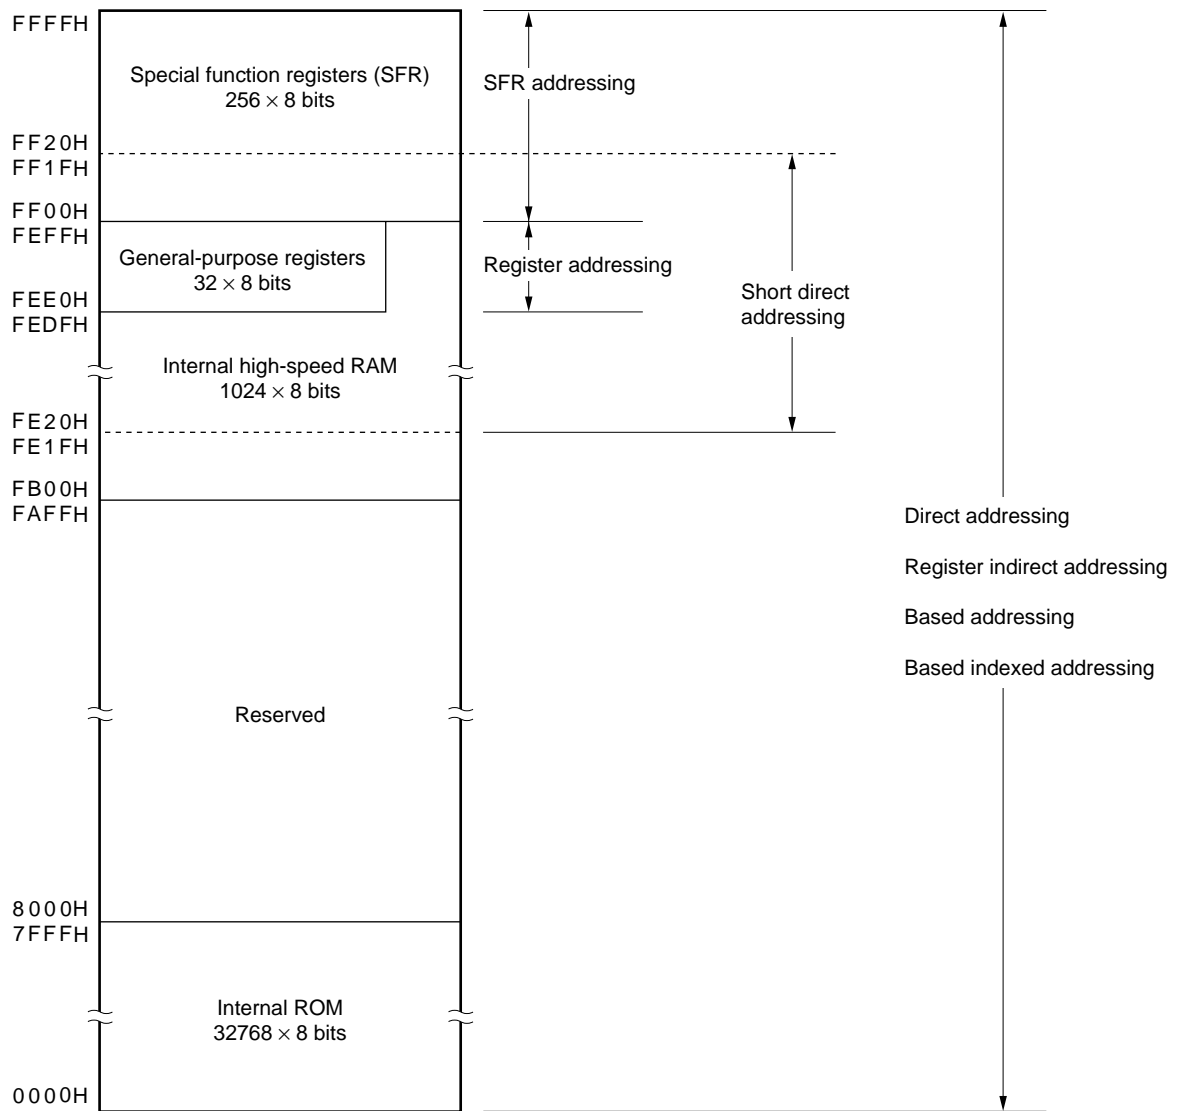 FFFFH
Special function registers (SFR)
256 × 8 bits
SFR addressing
FF20H
FF1FH
FF00H
FEFFH
General-purpose registers
32 × 8 bits
Register addressing
FEE0H
FEDFH
Short direct
addressing
Internal high-speed RAM
1024 × 8 bits
FE20H
FE1FH
FB00H
FAFFH
Direct addressing
Register indirect addressing
Based addressing
Based indexed addressing
Reserved
8000H
7FFFH
Internal ROM
32768 × 8 bits
0000H